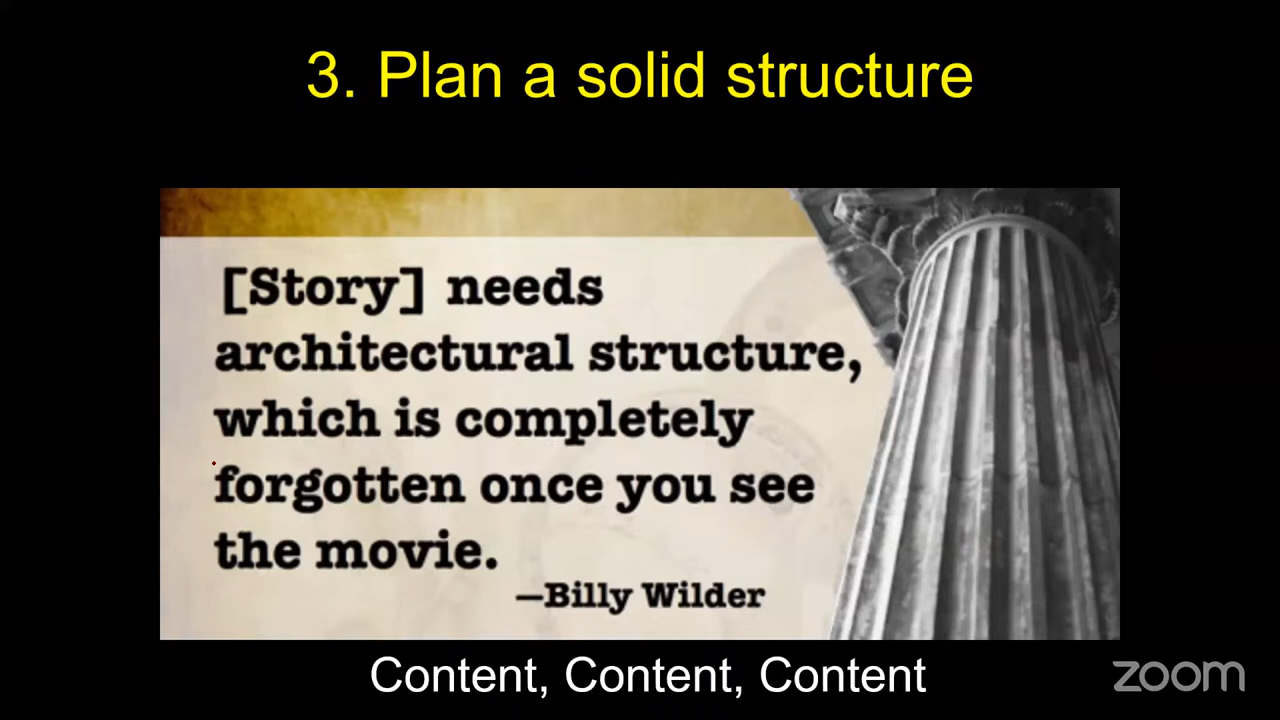 3. Plan a solid structure
[Story] needs
architectural structure,
which is completely
forgotten once you see
the movie.
—Billy Wilder
Content, Content, Content
zoom